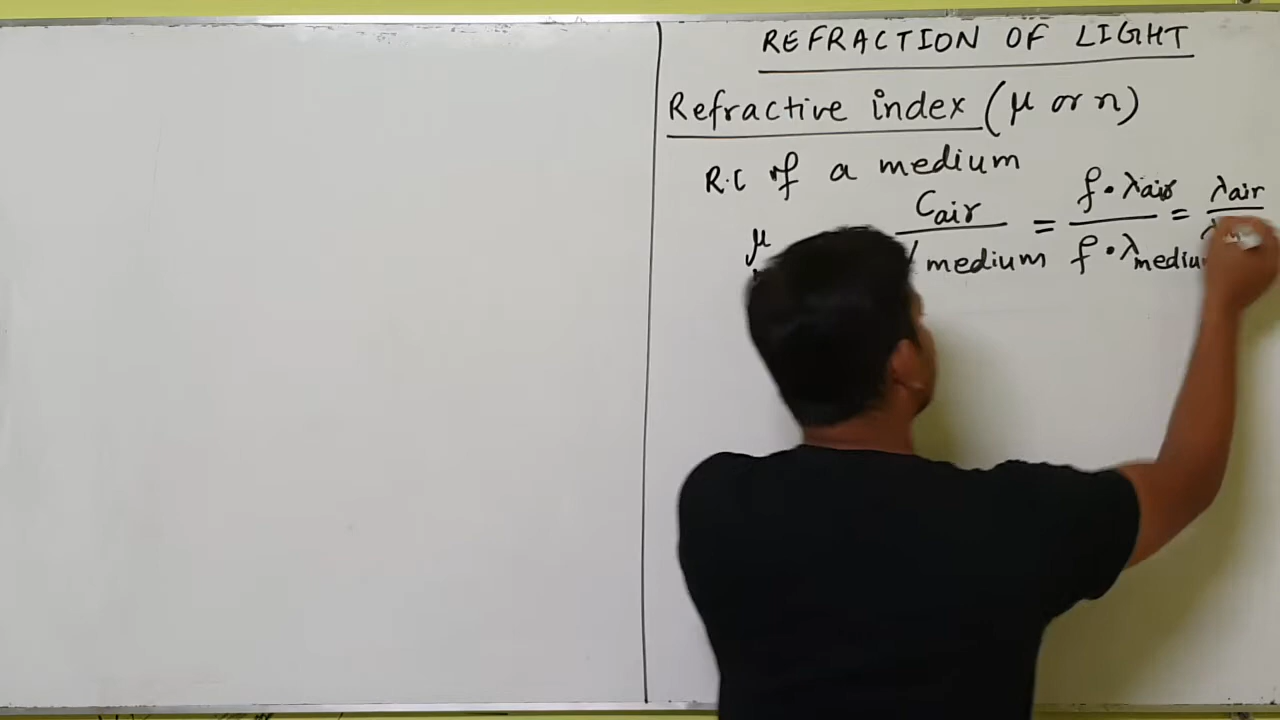 REFRACTION OF LIGHT
Refractive index (μ or n)
R.C of a medium
μ Cair / medium = f·λair / f·λmedium = λair / λ